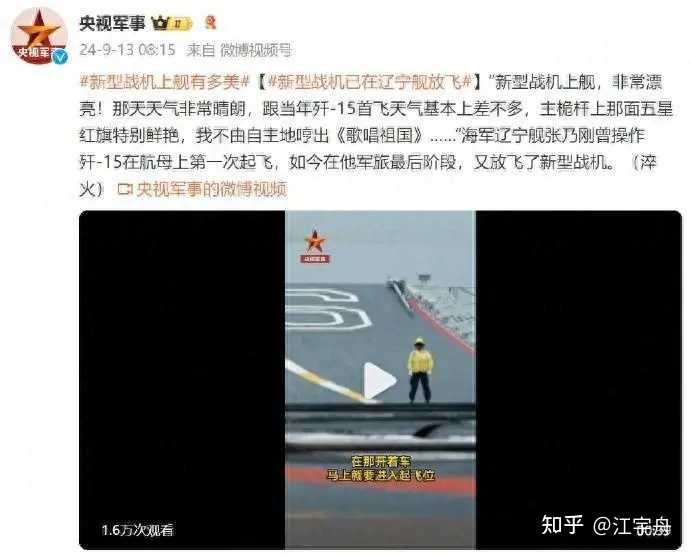 央视军事
24-9-13 08:15 来自 微博视频号
#新型战机上舰有多美#【#新型战机已在辽宁舰放飞#】“新型战机上舰，非常漂
亮！那天天气非常晴朗，跟当年歼-15首飞天气基本上差不多，主桅杆上那面五星
红旗特别鲜艳，我不由自主地哼出《歌唱祖国》……“海军辽宁舰张乃刚曾操作
歼-15在航母上第一次起飞，如今在他军旅最后阶段，又放飞了新型战机。（淬
火）央视军事的微博视频
央视军事
央视军事
在那开着车
马上就要进入起飞位
1.6万次观看
知乎 @江宇舟